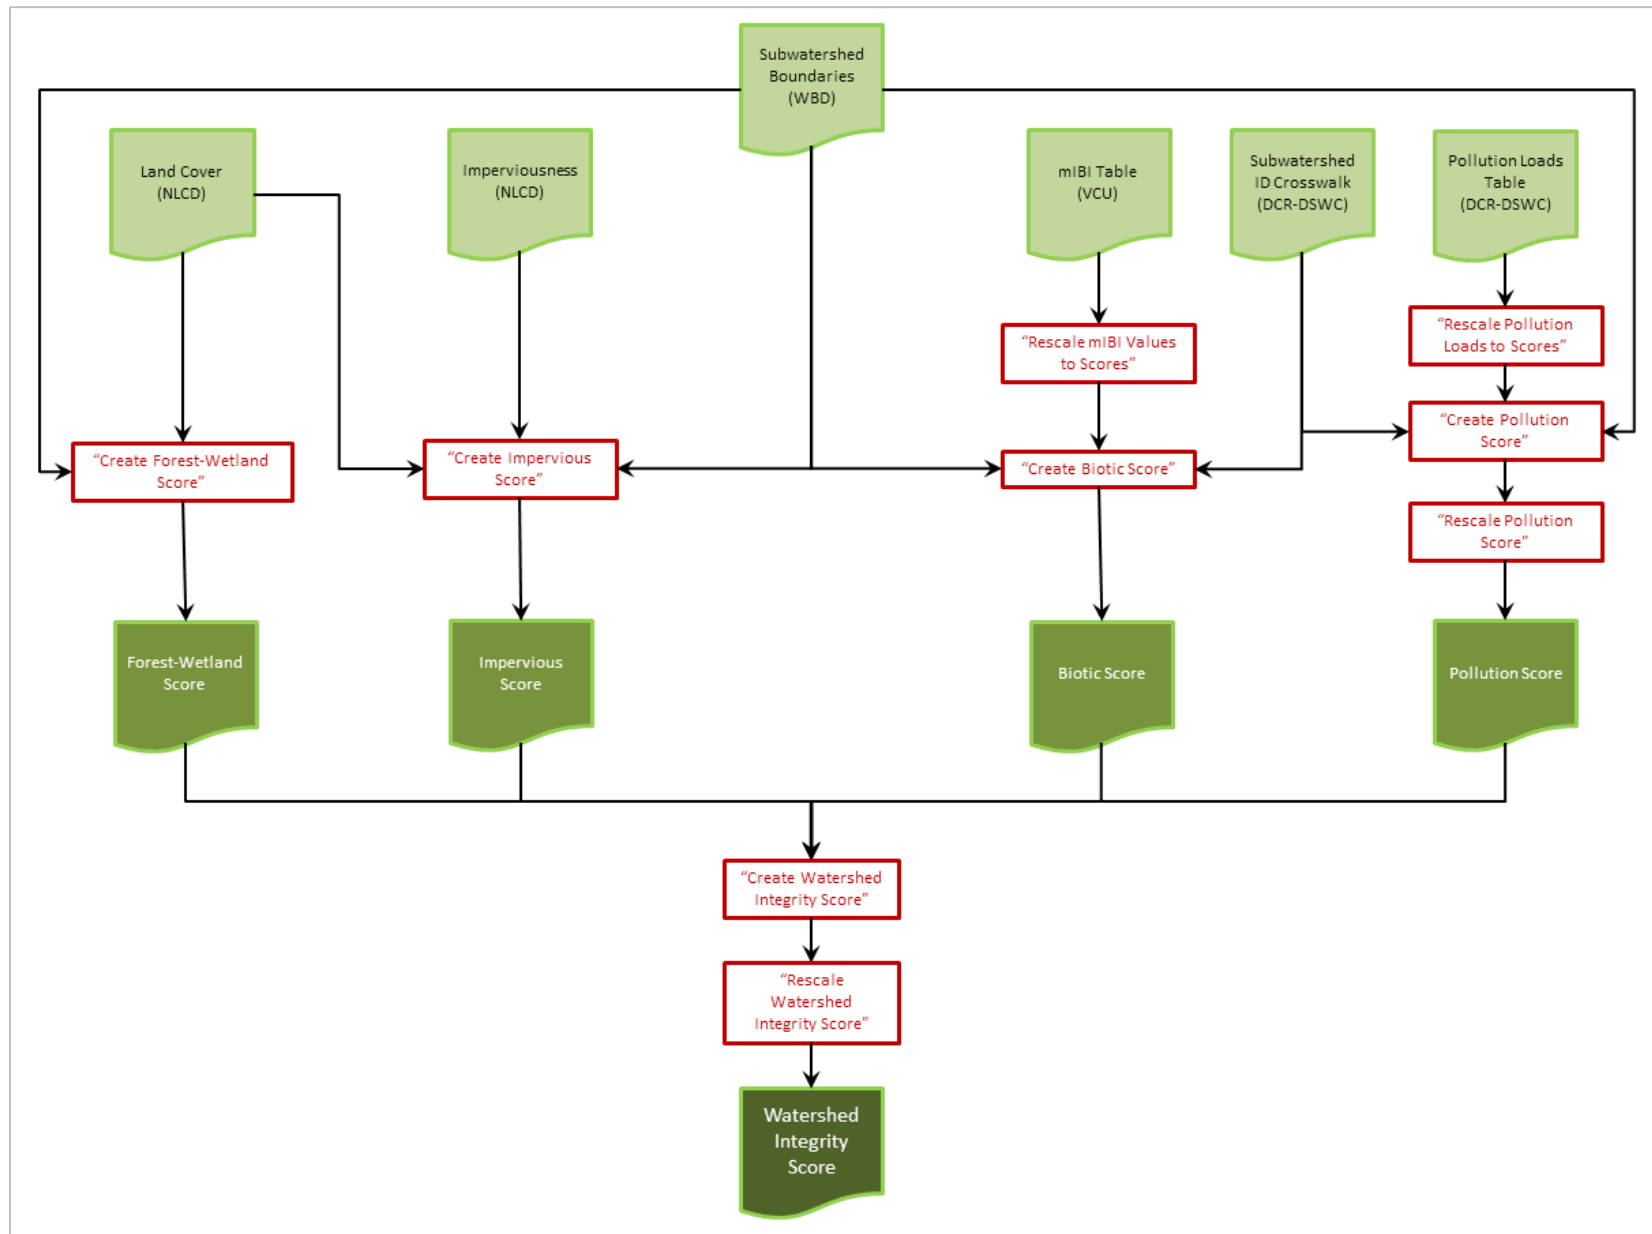 Subwatershed
Boundaries
(WBD)
Land Cover
(NLCD)
Imperviousness
(NLCD)
mIBI Table
(VCU)
Subwatershed
ID Crosswalk
(DCR-DSWC)
Pollution Loads
Table
(DCR-DSWC)
“Rescale mIBI Values
to Scores”
“Rescale Pollution
Loads to Scores”
“Create Forest-Wetland
Score”
“Create Impervious
Score”
“Create Biotic Score”
“Create Pollution
Score”
“Rescale Pollution
Score”
Forest-Wetland
Score
Impervious
Score
Biotic Score
Pollution Score
“Create Watershed
Integrity Score”
“Rescale
Watershed
Integrity Score”
Watershed
Integrity
Score